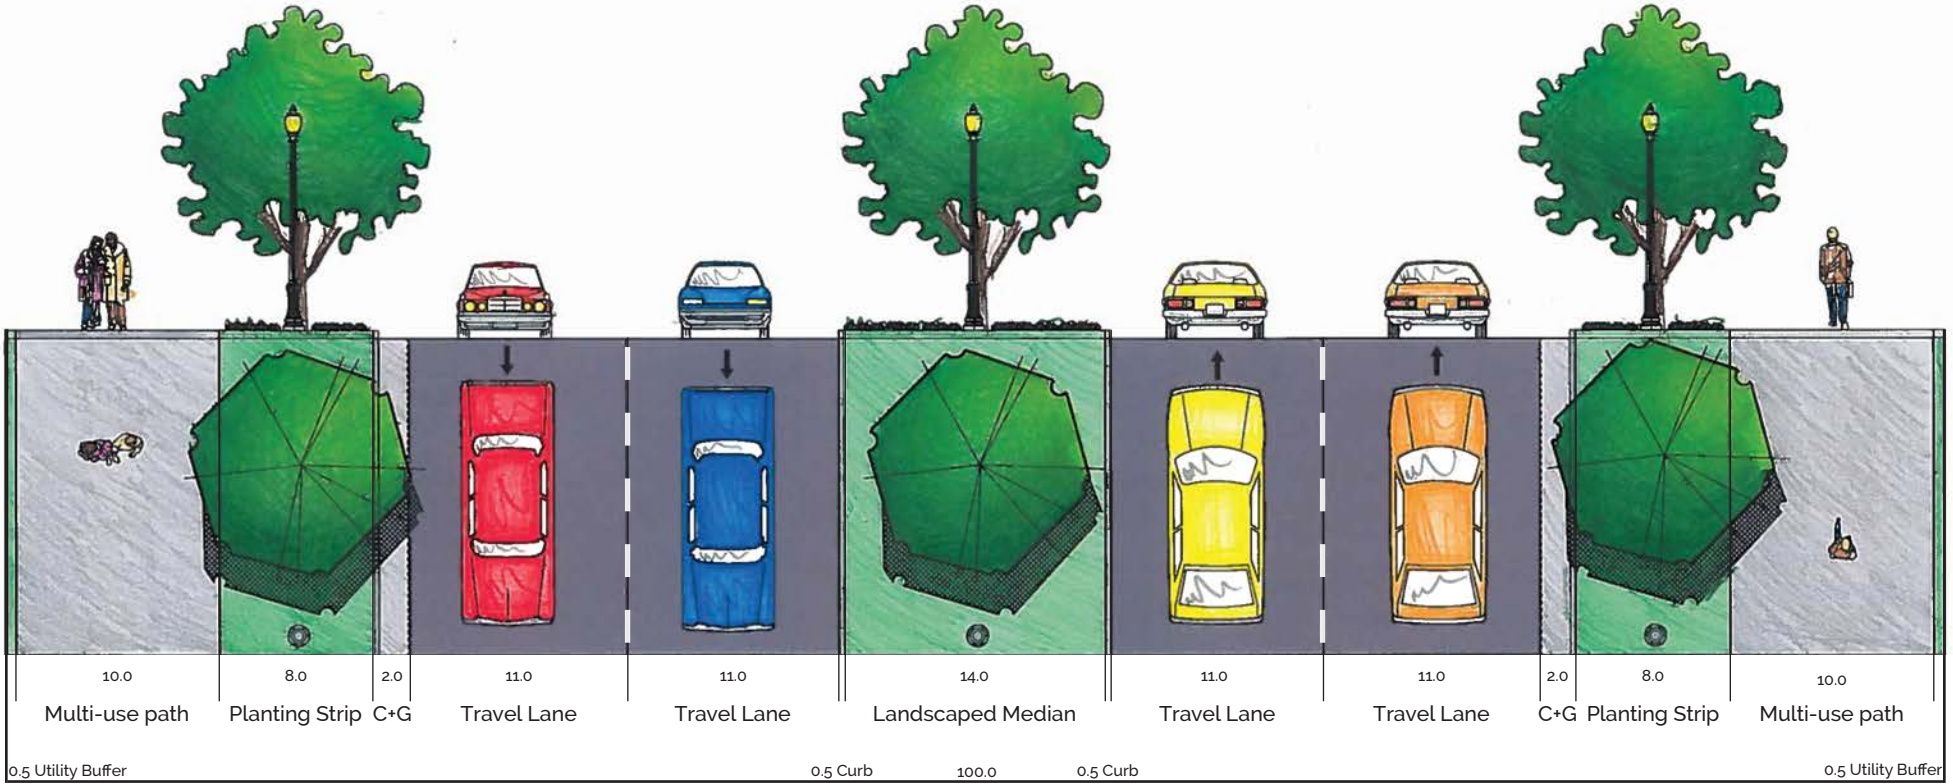 10.0 8.0 2.0 11.0 11.0 14.0 11.0 11.0 2.0 8.0 10.0
Multi-use path Planting Strip C+G Travel Lane Travel Lane Landscaped Median Travel Lane Travel Lane C+G Planting Strip Multi-use path
0.5 Utility Buffer 0.5 Curb 100.0 0.5 Curb 0.5 Utility Buffer